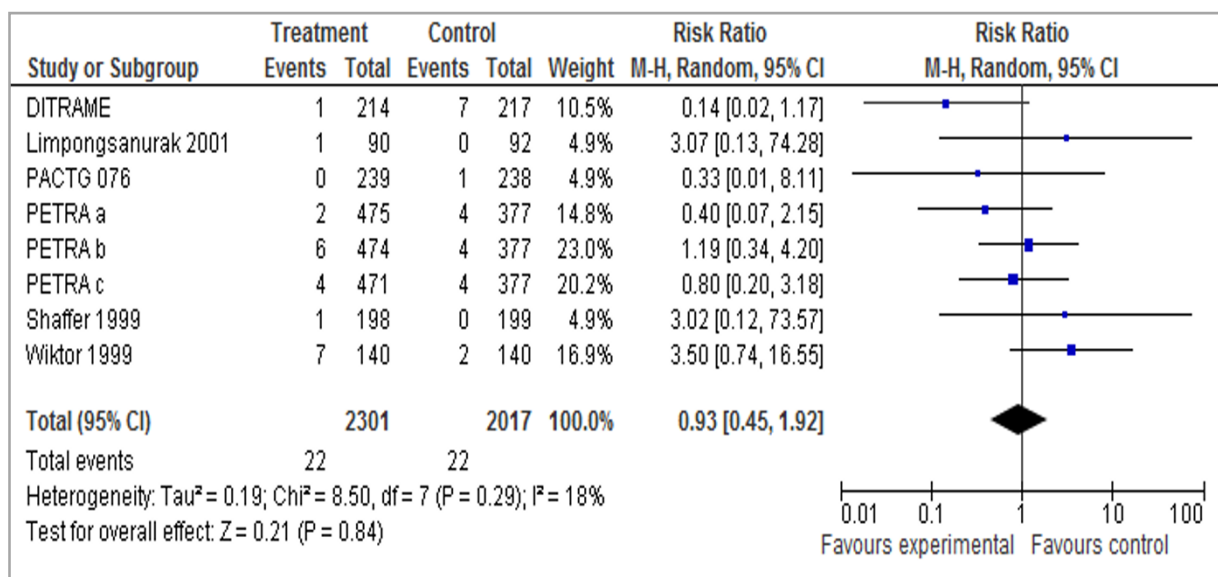 Treatment Control Risk Ratio Risk Ratio
Study or Subgroup Events Total Events Total Weight M-H, Random, 95% CI M-H, Random, 95% CI
DITRAME 1 214 7 217 10.5% 0.14 [0.02, 1.17]
Limpongsanurak 2001 1 90 0 92 4.9% 3.07 [0.13, 74.28]
PACTG 076 0 239 1 238 4.9% 0.33 [0.01, 8.11]
PETRA a 2 475 4 377 14.8% 0.40 [0.07, 2.15]
PETRA b 6 474 4 377 23.0% 1.19 [0.34, 4.20]
PETRA c 4 471 4 377 20.2% 0.80 [0.20, 3.18]
Shaffer 1999 1 198 0 199 4.9% 3.02 [0.12, 73.57]
Wiktor 1999 7 140 2 140 16.9% 3.50 [0.74, 16.55]
Total (95% CI) 2301 2017 100.0% 0.93 [0.45, 1.92]
Total events 22 22
Heterogeneity: Tau² = 0.19; Chi² = 8.50, df = 7 (P = 0.29); I² = 18%
Test for overall effect: Z = 0.21 (P = 0.84)
0.01 0.1 1 10 100
Favours experimental Favours control